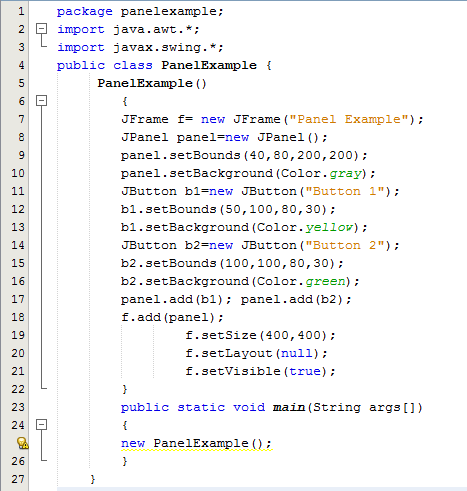 1 package panelexample;
2 import java.awt.*;
3 import javax.swing.*;
4 public class PanelExample {
5 PanelExample()
6 {
7 JFrame f= new JFrame("Panel Example");
8 JPanel panel=new JPanel();
9 panel.setBounds(40,80,200,200);
10 panel.setBackground(Color.gray);
11 JButton b1=new JButton("Button 1");
12 b1.setBounds(50,100,80,30);
13 b1.setBackground(Color.yellow);
14 JButton b2=new JButton("Button 2");
15 b2.setBounds(100,100,80,30);
16 b2.setBackground(Color.green);
17 panel.add(b1); panel.add(b2);
18 f.add(panel);
19 f.setSize(400,400);
20 f.setLayout(null);
21 f.setVisible(true);
22 }
23 public static void main(String args[])
24 {
new PanelExample();
26 }
27 }